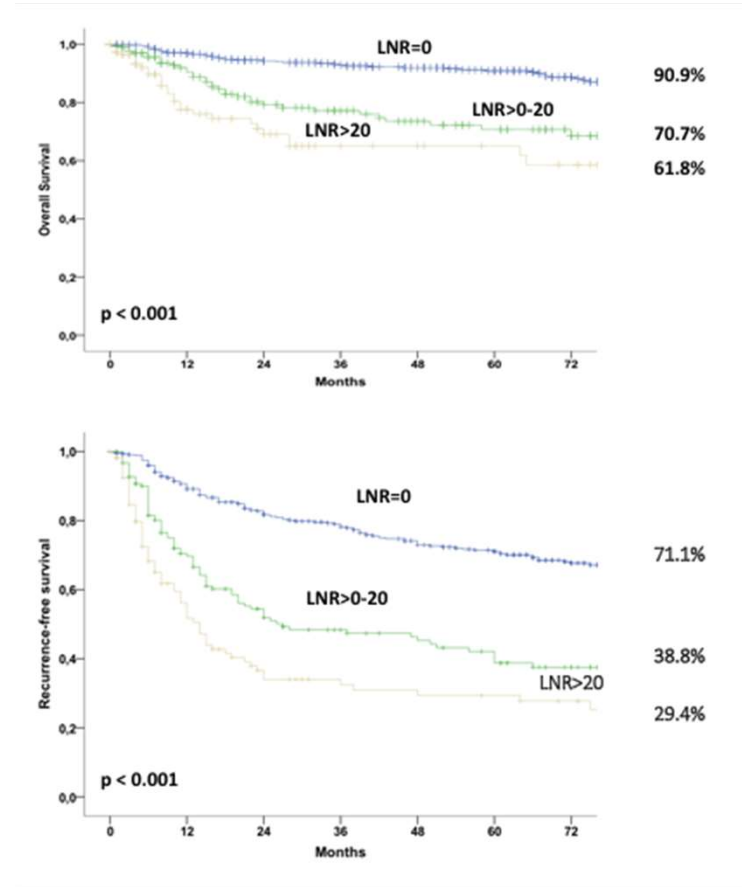 1,0
LNR=0
90.9%
0,8
LNR>0-20
LNR>20
70.7%
0,6
61.8%
Overall Survival
0,4
0,2
p < 0.001
0,0
0 12 24 36 48 60 72
Months
1,0
LNR=0
0,8
71.1%
0,6
LNR>0-20
Recurrence-free survival
0,4
38.8%
LNR>20
29.4%
0,2
p < 0.001
0,0
0 12 24 36 48 60 72
Months